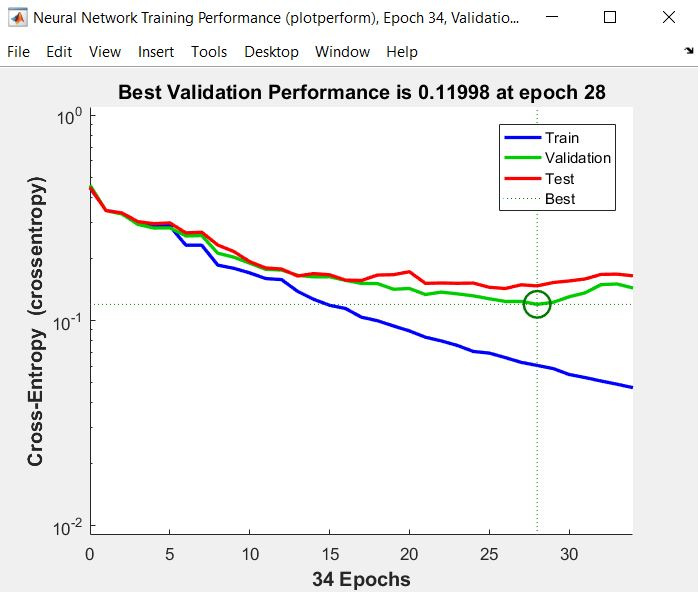 Neural Network Training Performance (plotperform), Epoch 34, Validatio...
File Edit View Insert Tools Desktop Window Help
Best Validation Performance is 0.11998 at epoch 28
10^0
Train
Validation
Test
Best
Cross-Entropy (crossentropy)
10^-1
10^-2
0 5 10 15 20 25 30
34 Epochs